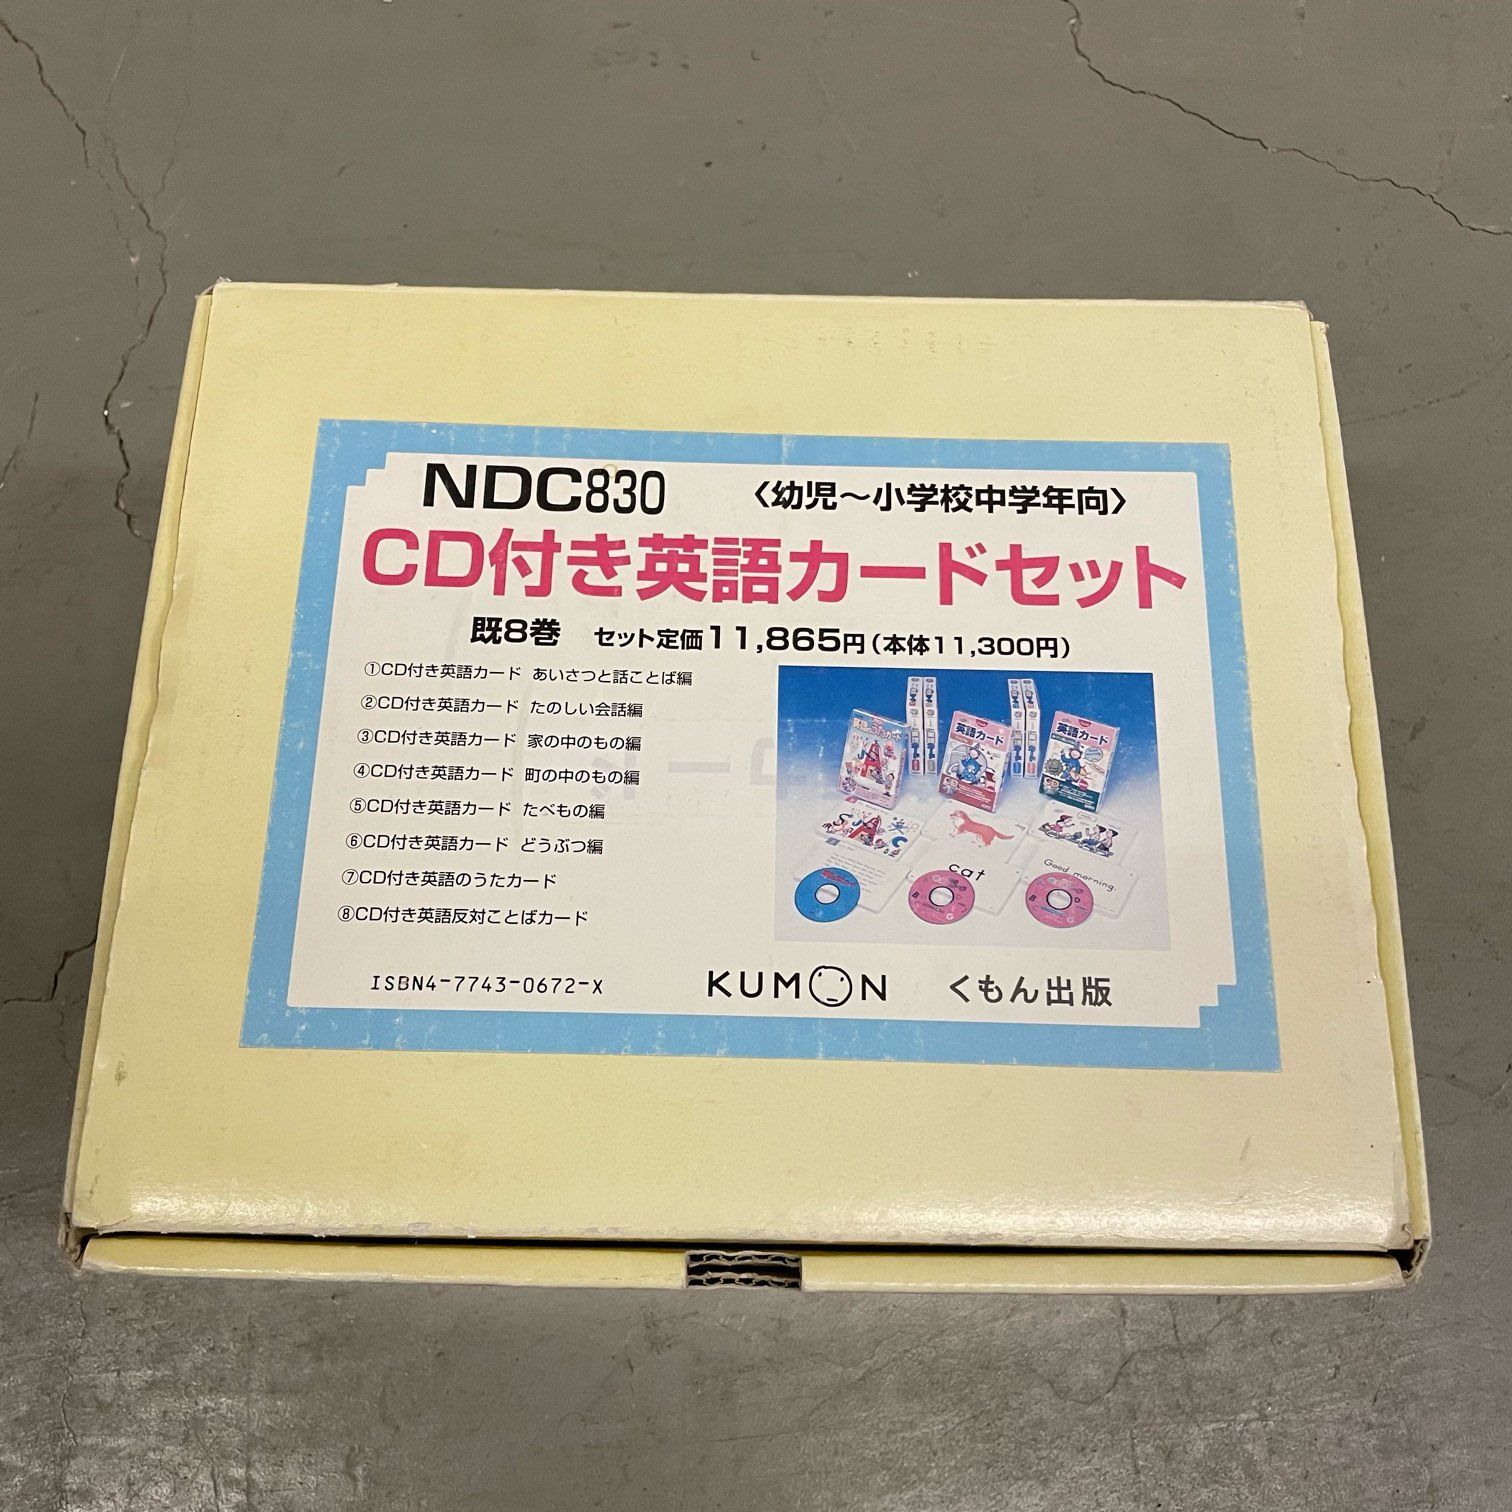 NDC830 〈幼児〜小学校中学年向〉
CD付き英語カードセット
既8巻 セット定価11,865円(本体11,300円)
①CD付き英語カード あいさつと話ことば編
②CD付き英語カード たのしい会話編
③CD付き英語カード 家の中のもの編
④CD付き英語カード 町の中のもの編
⑤CD付き英語カード たべもの編
⑥CD付き英語カード どうぶつ編
⑦CD付き英語のうたカード
⑧CD付き英語反対ことばカード
英語カード
英語カード
cat
Good morning.
ISBN4-7743-0672-X
KUMON くもん出版